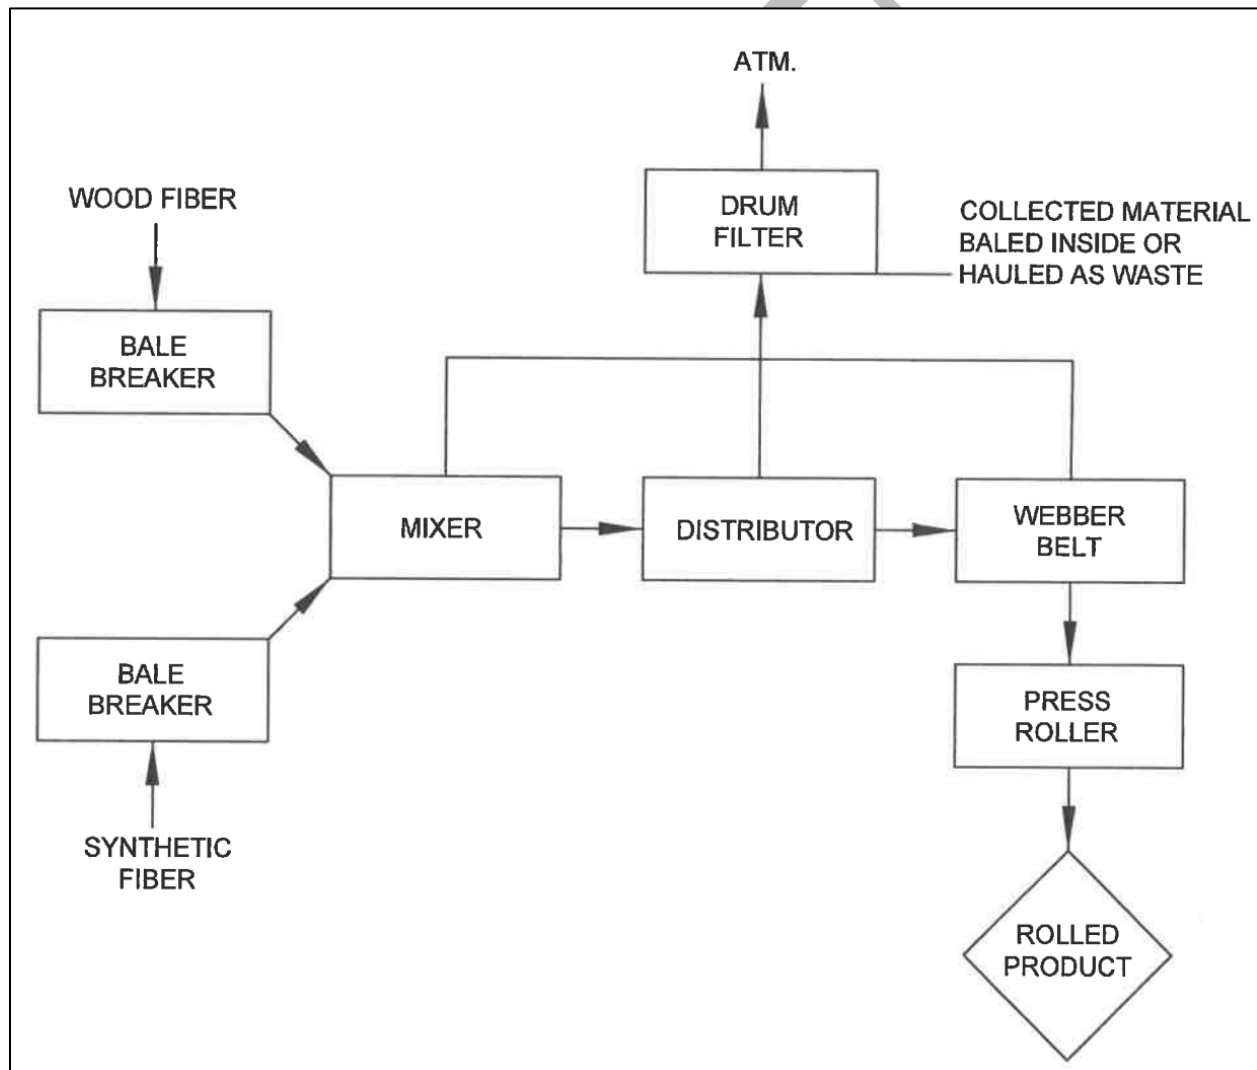 ATM.
WOOD FIBER
DRUM
FILTER
COLLECTED MATERIAL
BALED INSIDE OR
HAULED AS WASTE
BALE
BREAKER
MIXER
DISTRIBUTOR
WEBBER
BELT
BALE
BREAKER
PRESS
ROLLER
SYNTHETIC
FIBER
ROLLED
PRODUCT